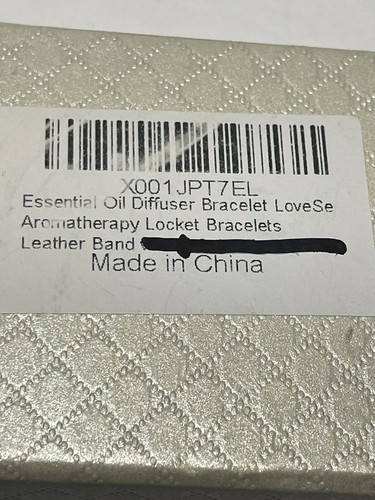 X001JPT7EL
Essential Oil Diffuser Bracelet LoveSe
Aromatherapy Locket Bracelets
Leather Band
Made in China